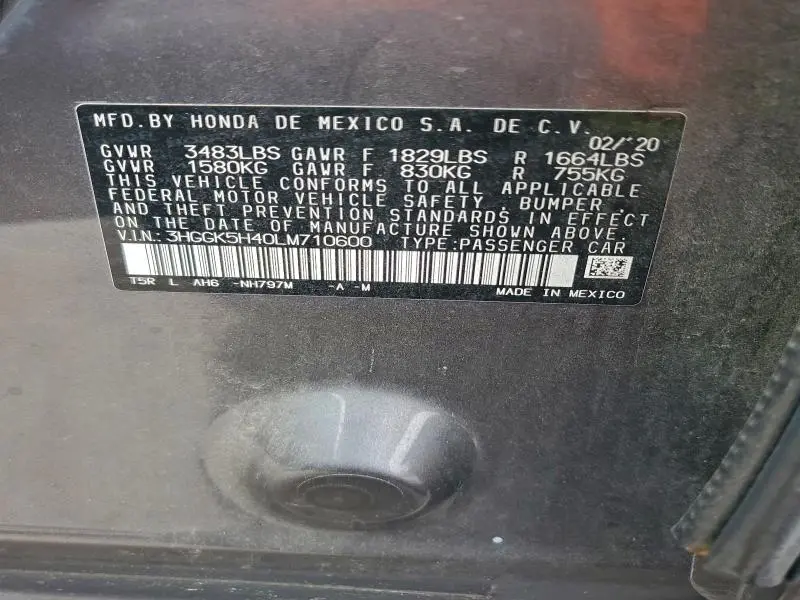 MFD. BY HONDA DE MEXICO S.A. DE C.V.
02/'20
GVWR 3483LBS GAWR F 1829LBS R 1664LBS
GVWR 1580KG GAWR F 830KG R 755KG
THIS VEHICLE CONFORMS TO ALL APPLICABLE
FEDERAL MOTOR VEHICLE SAFETY, BUMPER,
AND THEFT PREVENTION STANDARDS IN EFFECT
ON THE DATE OF MANUFACTURE SHOWN ABOVE.
V.IN.: 3HGGK5H40LM710600 TYPE:PASSENGER CAR
T5R L AH6 -NH797M -A -M
MADE IN MEXICO